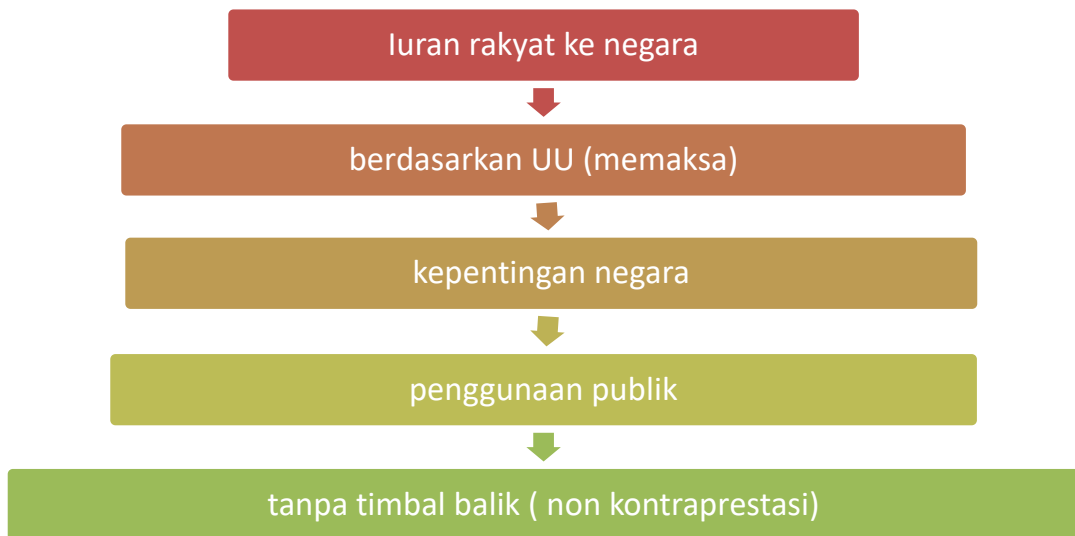 Iuran rakyat ke negara
berdasarkan UU (memaksa)
kepentingan negara
penggunaan publik
tanpa timbal balik ( non kontraprestasi)